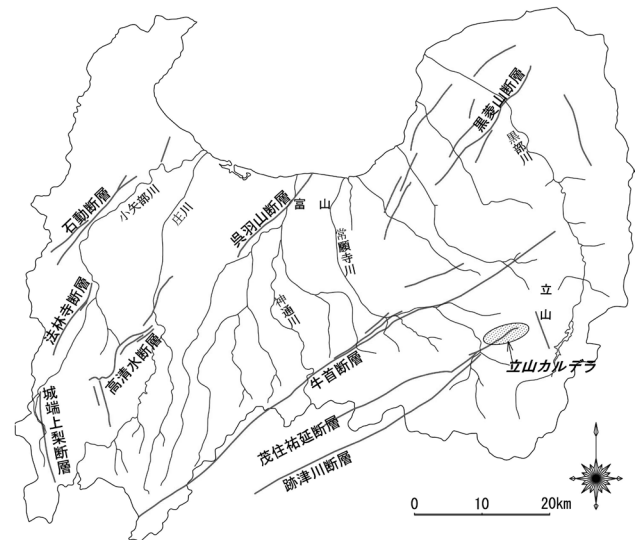 黒菱山断層
黒部川
石動断層
小矢部川
庄川
呉羽山断層
富山
常願寺川
神通川
法林寺断層
高清水断層
城端上梨断層
牛首断層
立山
立山カルデラ
茂住祐延断層
跡津川断層
0 10 20km